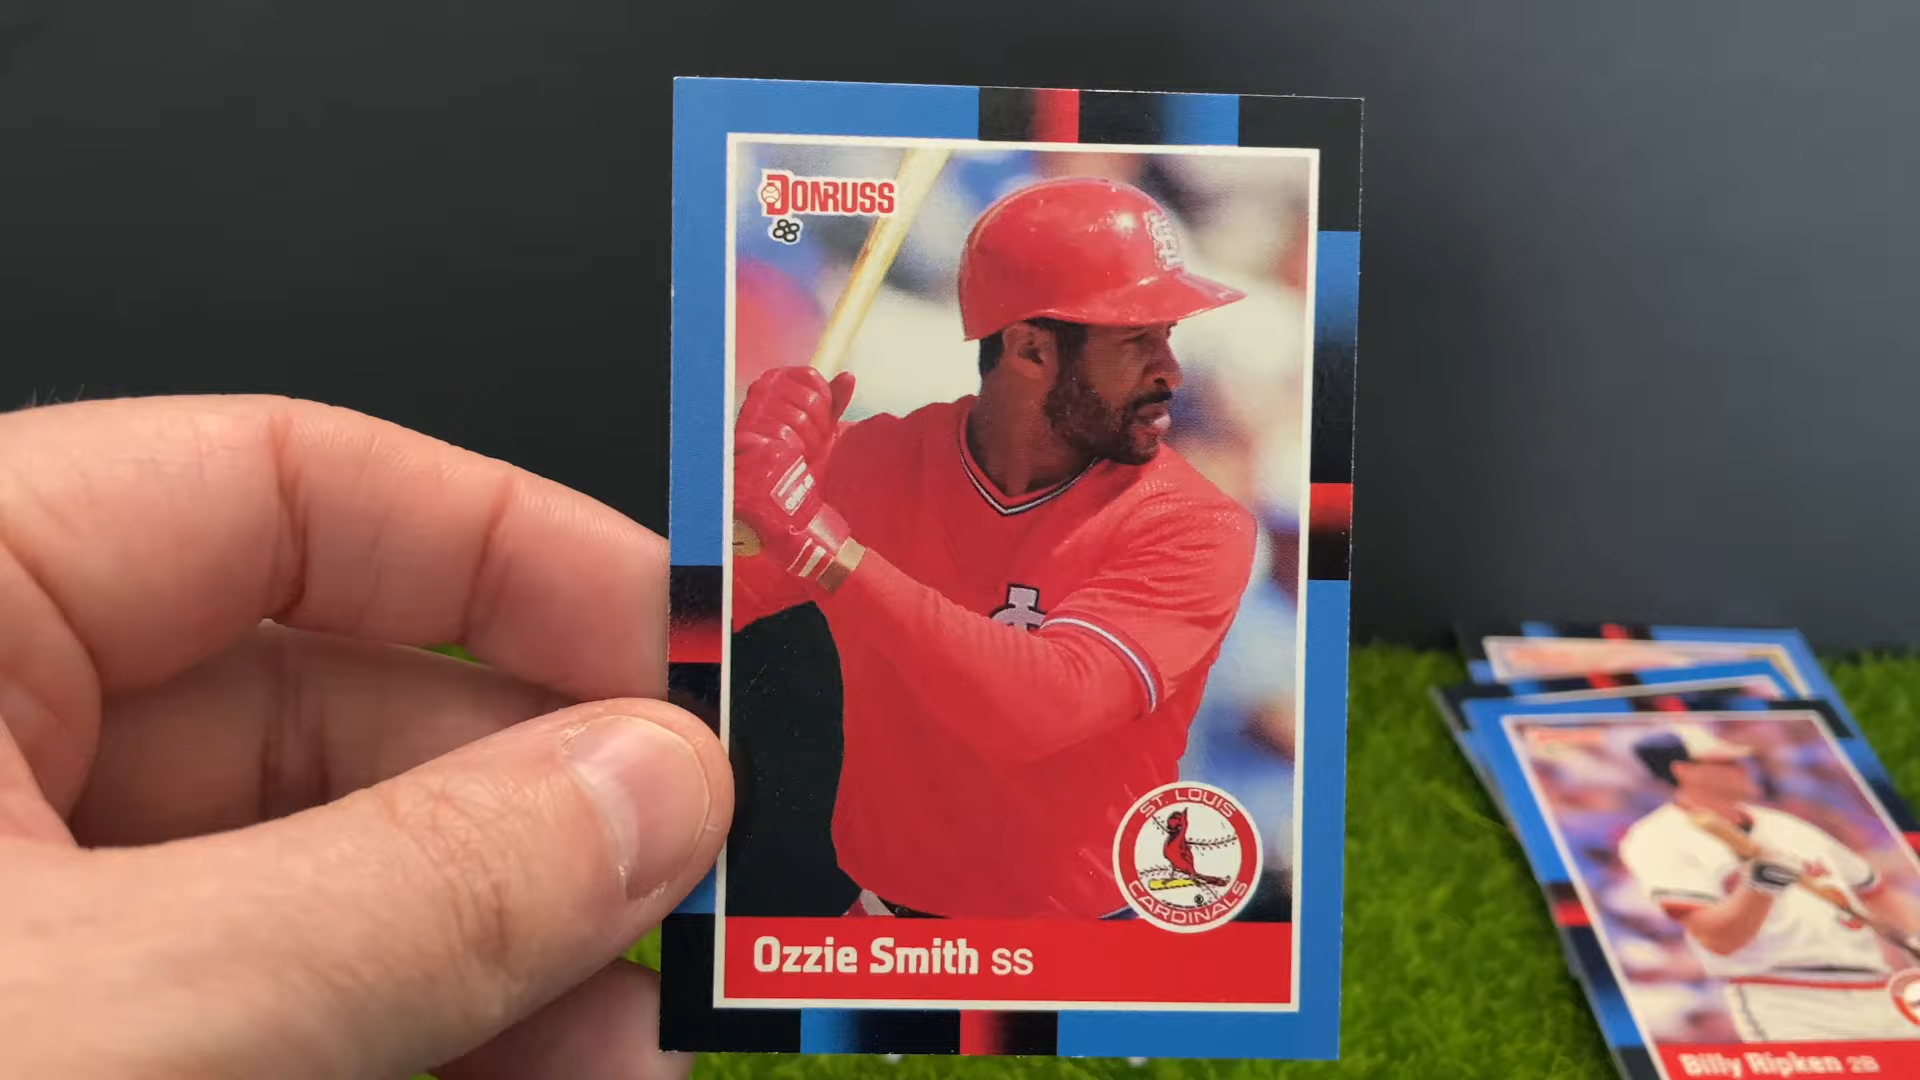 DONRUSS
88
ST. LOUIS
CARDINALS
Ozzie Smith SS
Billy Ripken 2B